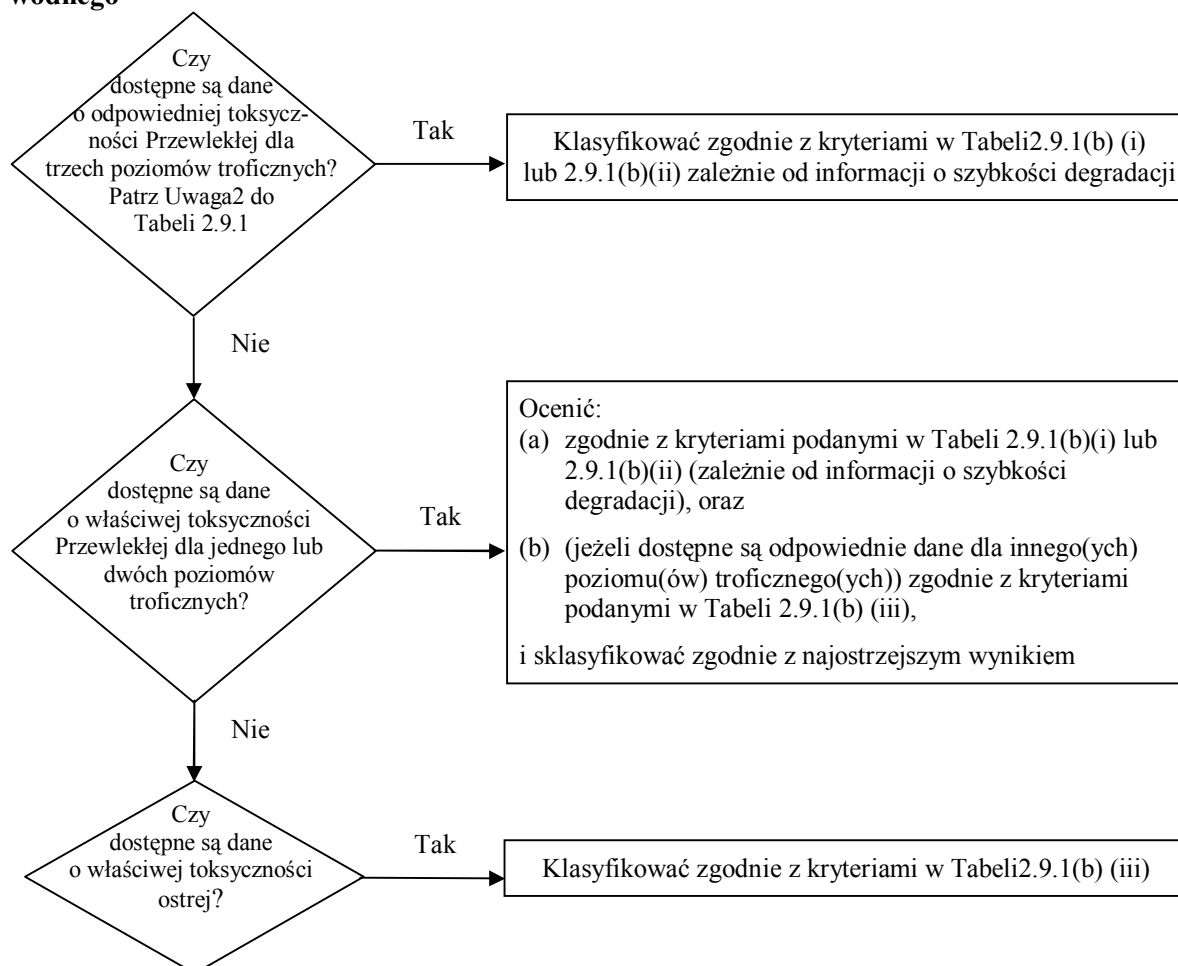 wodnego
Czy
dostępne są dane
o odpowiedniej toksycz-
ności Przewlekłej dla
trzech poziomów troficznych?
Patrz Uwaga2 do
Tabeli 2.9.1
Tak
Klasyfikować zgodnie z kryteriami w Tabeli2.9.1(b) (i)
lub 2.9.1(b)(ii) zależnie od informacji o szybkości degradacji
Nie
Czy
dostępne są dane
o właściwej toksyczności
Przewlekłej dla jednego lub
dwóch poziomów
troficznych?
Tak
Ocenić:
(a) zgodnie z kryteriami podanymi w Tabeli 2.9.1(b)(i) lub
2.9.1(b)(ii) (zależnie od informacji o szybkości
degradacji), oraz
(b) (jeżeli dostępne są odpowiednie dane dla innego(ych)
poziomu(ów) troficznego(ych)) zgodnie z kryteriami
podanymi w Tabeli 2.9.1(b) (iii),
i sklasyfikować zgodnie z najostrzejszym wynikiem
Nie
Czy
dostępne są dane
o właściwej toksyczności
ostrej?
Tak
Klasyfikować zgodnie z kryteriami w Tabeli2.9.1(b) (iii)